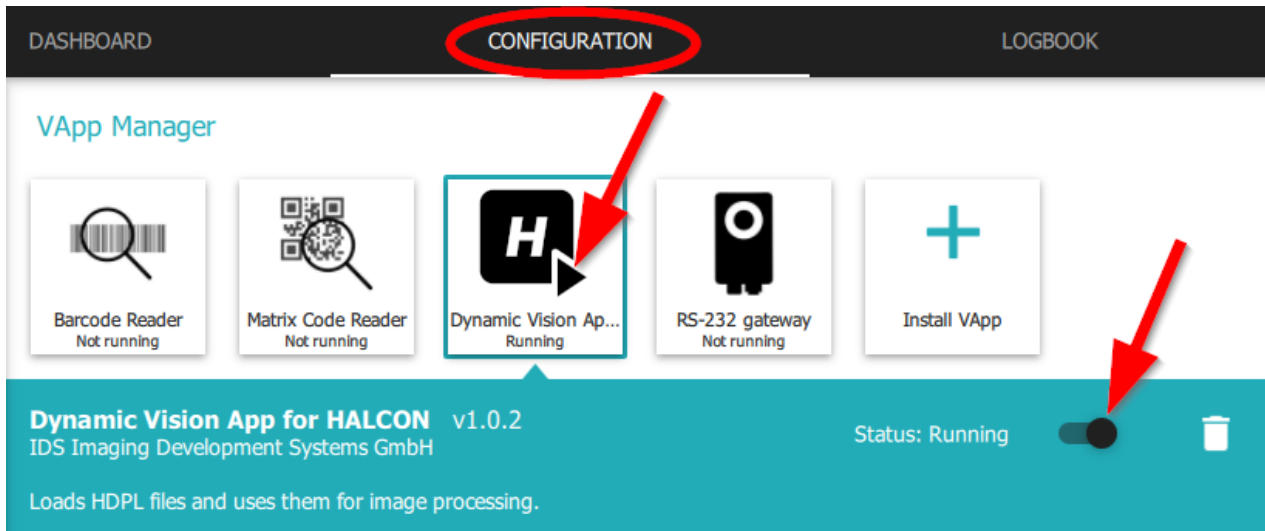 DASHBOARD CONFIGURATION LOGBOOK
VApp Manager
H
Barcode Reader
Not running
Matrix Code Reader
Not running
Dynamic Vision Ap...
Running
RS-232 gateway
Not running
Install VApp
Dynamic Vision App for HALCON v1.0.2
IDS Imaging Development Systems GmbH
Status: Running
Loads HDPL files and uses them for image processing.